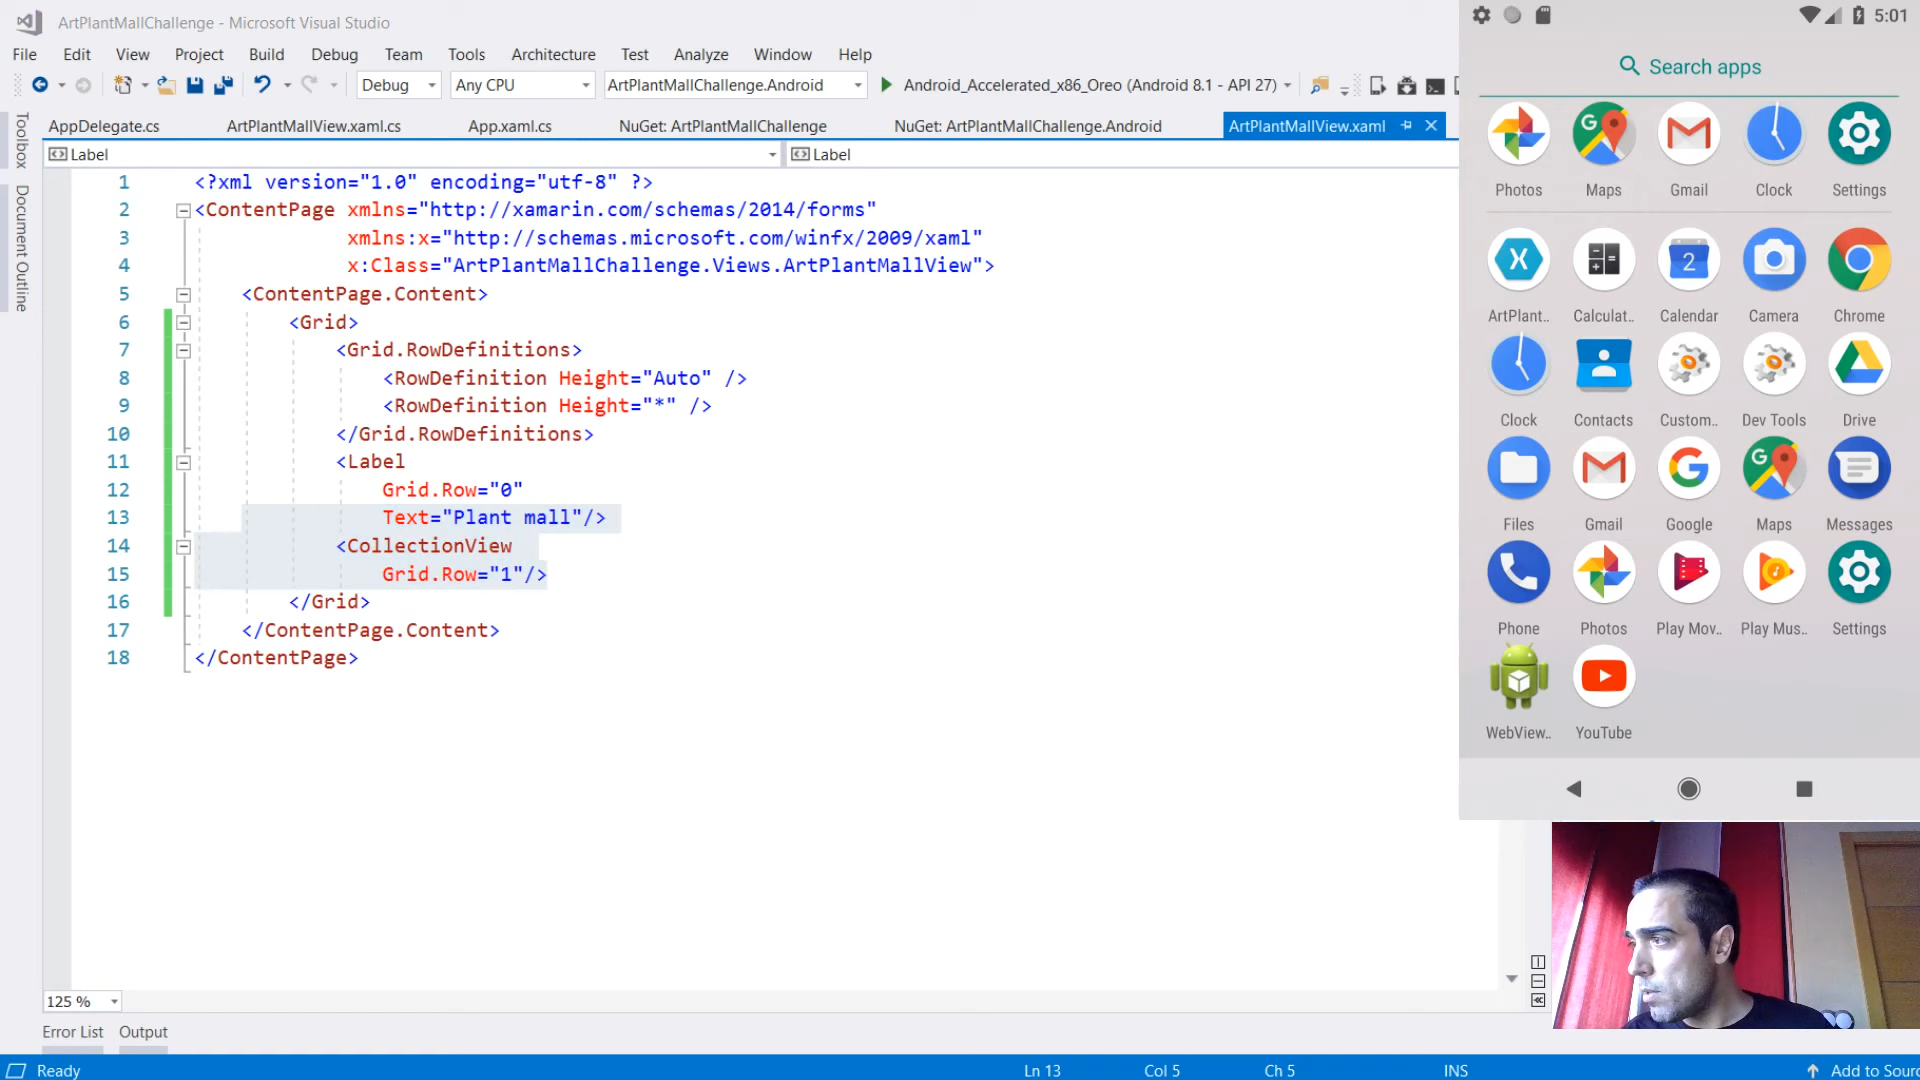 ArtPlantMallChallenge - Microsoft Visual Studio
File Edit View Project Build Debug Team Tools Architecture Test Analyze Window Help
Debug Any CPU ArtPlantMallChallenge.Android Android_Accelerated_x86_Oreo (Android 8.1 - API 27)
AppDelegate.cs ArtPlantMallView.xaml.cs App.xaml.cs NuGet: ArtPlantMallChallenge NuGet: ArtPlantMallChallenge.Android ArtPlantMallView.xaml
Label Label
Toolbox
Document Outline
1 <?xml version="1.0" encoding="utf-8" ?>
2 <ContentPage xmlns="http://xamarin.com/schemas/2014/forms"
3 xmlns:x="http://schemas.microsoft.com/winfx/2009/xaml"
4 x:Class="ArtPlantMallChallenge.Views.ArtPlantMallView">
5 <ContentPage.Content>
6 <Grid>
7 <Grid.RowDefinitions>
8 <RowDefinition Height="Auto" />
9 <RowDefinition Height="*" />
10 </Grid.RowDefinitions>
11 <Label
12 Grid.Row="0"
13 Text="Plant mall"/>
14 <CollectionView
15 Grid.Row="1"/>
16 </Grid>
17 </ContentPage.Content>
18 </ContentPage>
125 %
Error List Output
Ready Ln 13 Col 5 Ch 5 INS Add to Sourc
5:01
Search apps
Photos Maps Gmail Clock Settings
2
ArtPlant.. Calculat.. Calendar Camera Chrome
Clock Contacts Custom.. Dev Tools Drive
Files Gmail Google Maps Messages
Phone Photos Play Mov.. Play Mus.. Settings
WebView.. YouTube